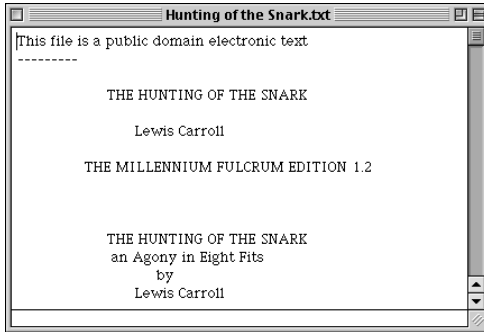 Hunting of the Snark.txt
This file is a public domain electronic text
---------
THE HUNTING OF THE SNARK
Lewis Carroll
THE MILLENNIUM FULCRUM EDITION 1.2
THE HUNTING OF THE SNARK
an Agony in Eight Fits
by
Lewis Carroll